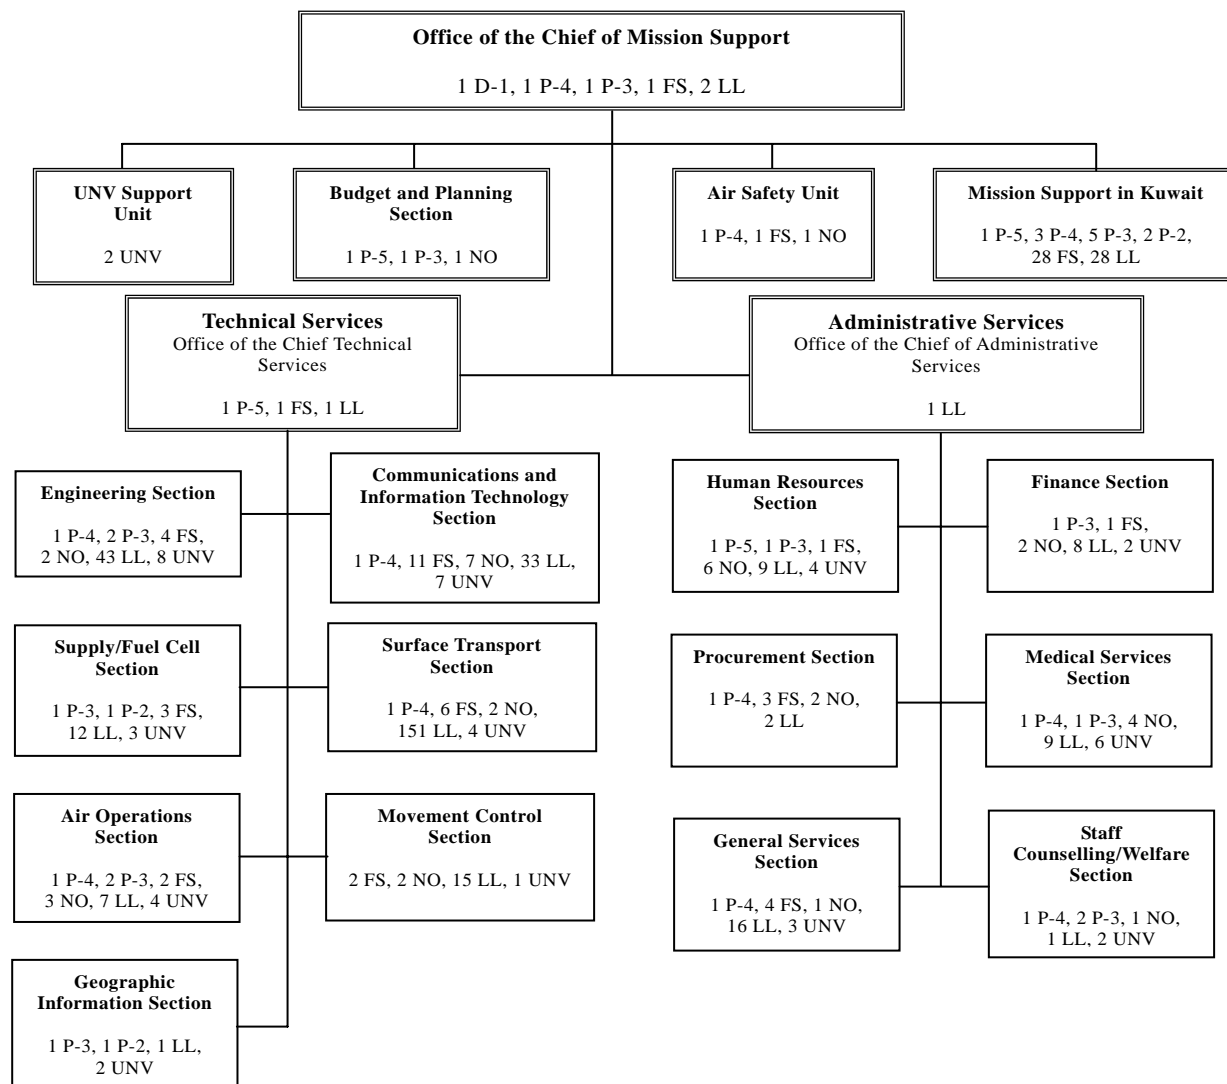 Office of the Chief of Mission Support
1 D-1, 1 P-4, 1 P-3, 1 FS, 2 LL
UNV Support
Unit
2 UNV
Budget and Planning
Section
1 P-5, 1 P-3, 1 NO
Air Safety Unit
1 P-4, 1 FS, 1 NO
Mission Support in Kuwait
1 P-5, 3 P-4, 5 P-3, 2 P-2,
28 FS, 28 LL
Technical Services
Office of the Chief Technical
Services
1 P-5, 1 FS, 1 LL
Administrative Services
Office of the Chief of Administrative
Services
1 LL
Engineering Section
1 P-4, 2 P-3, 4 FS,
2 NO, 43 LL, 8 UNV
Communications and
Information Technology
Section
1 P-4, 11 FS, 7 NO, 33 LL,
7 UNV
Human Resources
Section
1 P-5, 1 P-3, 1 FS,
6 NO, 9 LL, 4 UNV
Finance Section
1 P-3, 1 FS,
2 NO, 8 LL, 2 UNV
Supply/Fuel Cell
Section
1 P-3, 1 P-2, 3 FS,
12 LL, 3 UNV
Surface Transport
Section
1 P-4, 6 FS, 2 NO,
151 LL, 4 UNV
Procurement Section
1 P-4, 3 FS, 2 NO,
2 LL
Medical Services
Section
1 P-4, 1 P-3, 4 NO,
9 LL, 6 UNV
Air Operations
Section
1 P-4, 2 P-3, 2 FS,
3 NO, 7 LL, 4 UNV
Movement Control
Section
2 FS, 2 NO, 15 LL, 1 UNV
General Services
Section
1 P-4, 4 FS, 1 NO,
16 LL, 3 UNV
Staff
Counselling/Welfare
Section
1 P-4, 2 P-3, 1 NO,
1 LL, 2 UNV
Geographic
Information Section
1 P-3, 1 P-2, 1 LL,
2 UNV